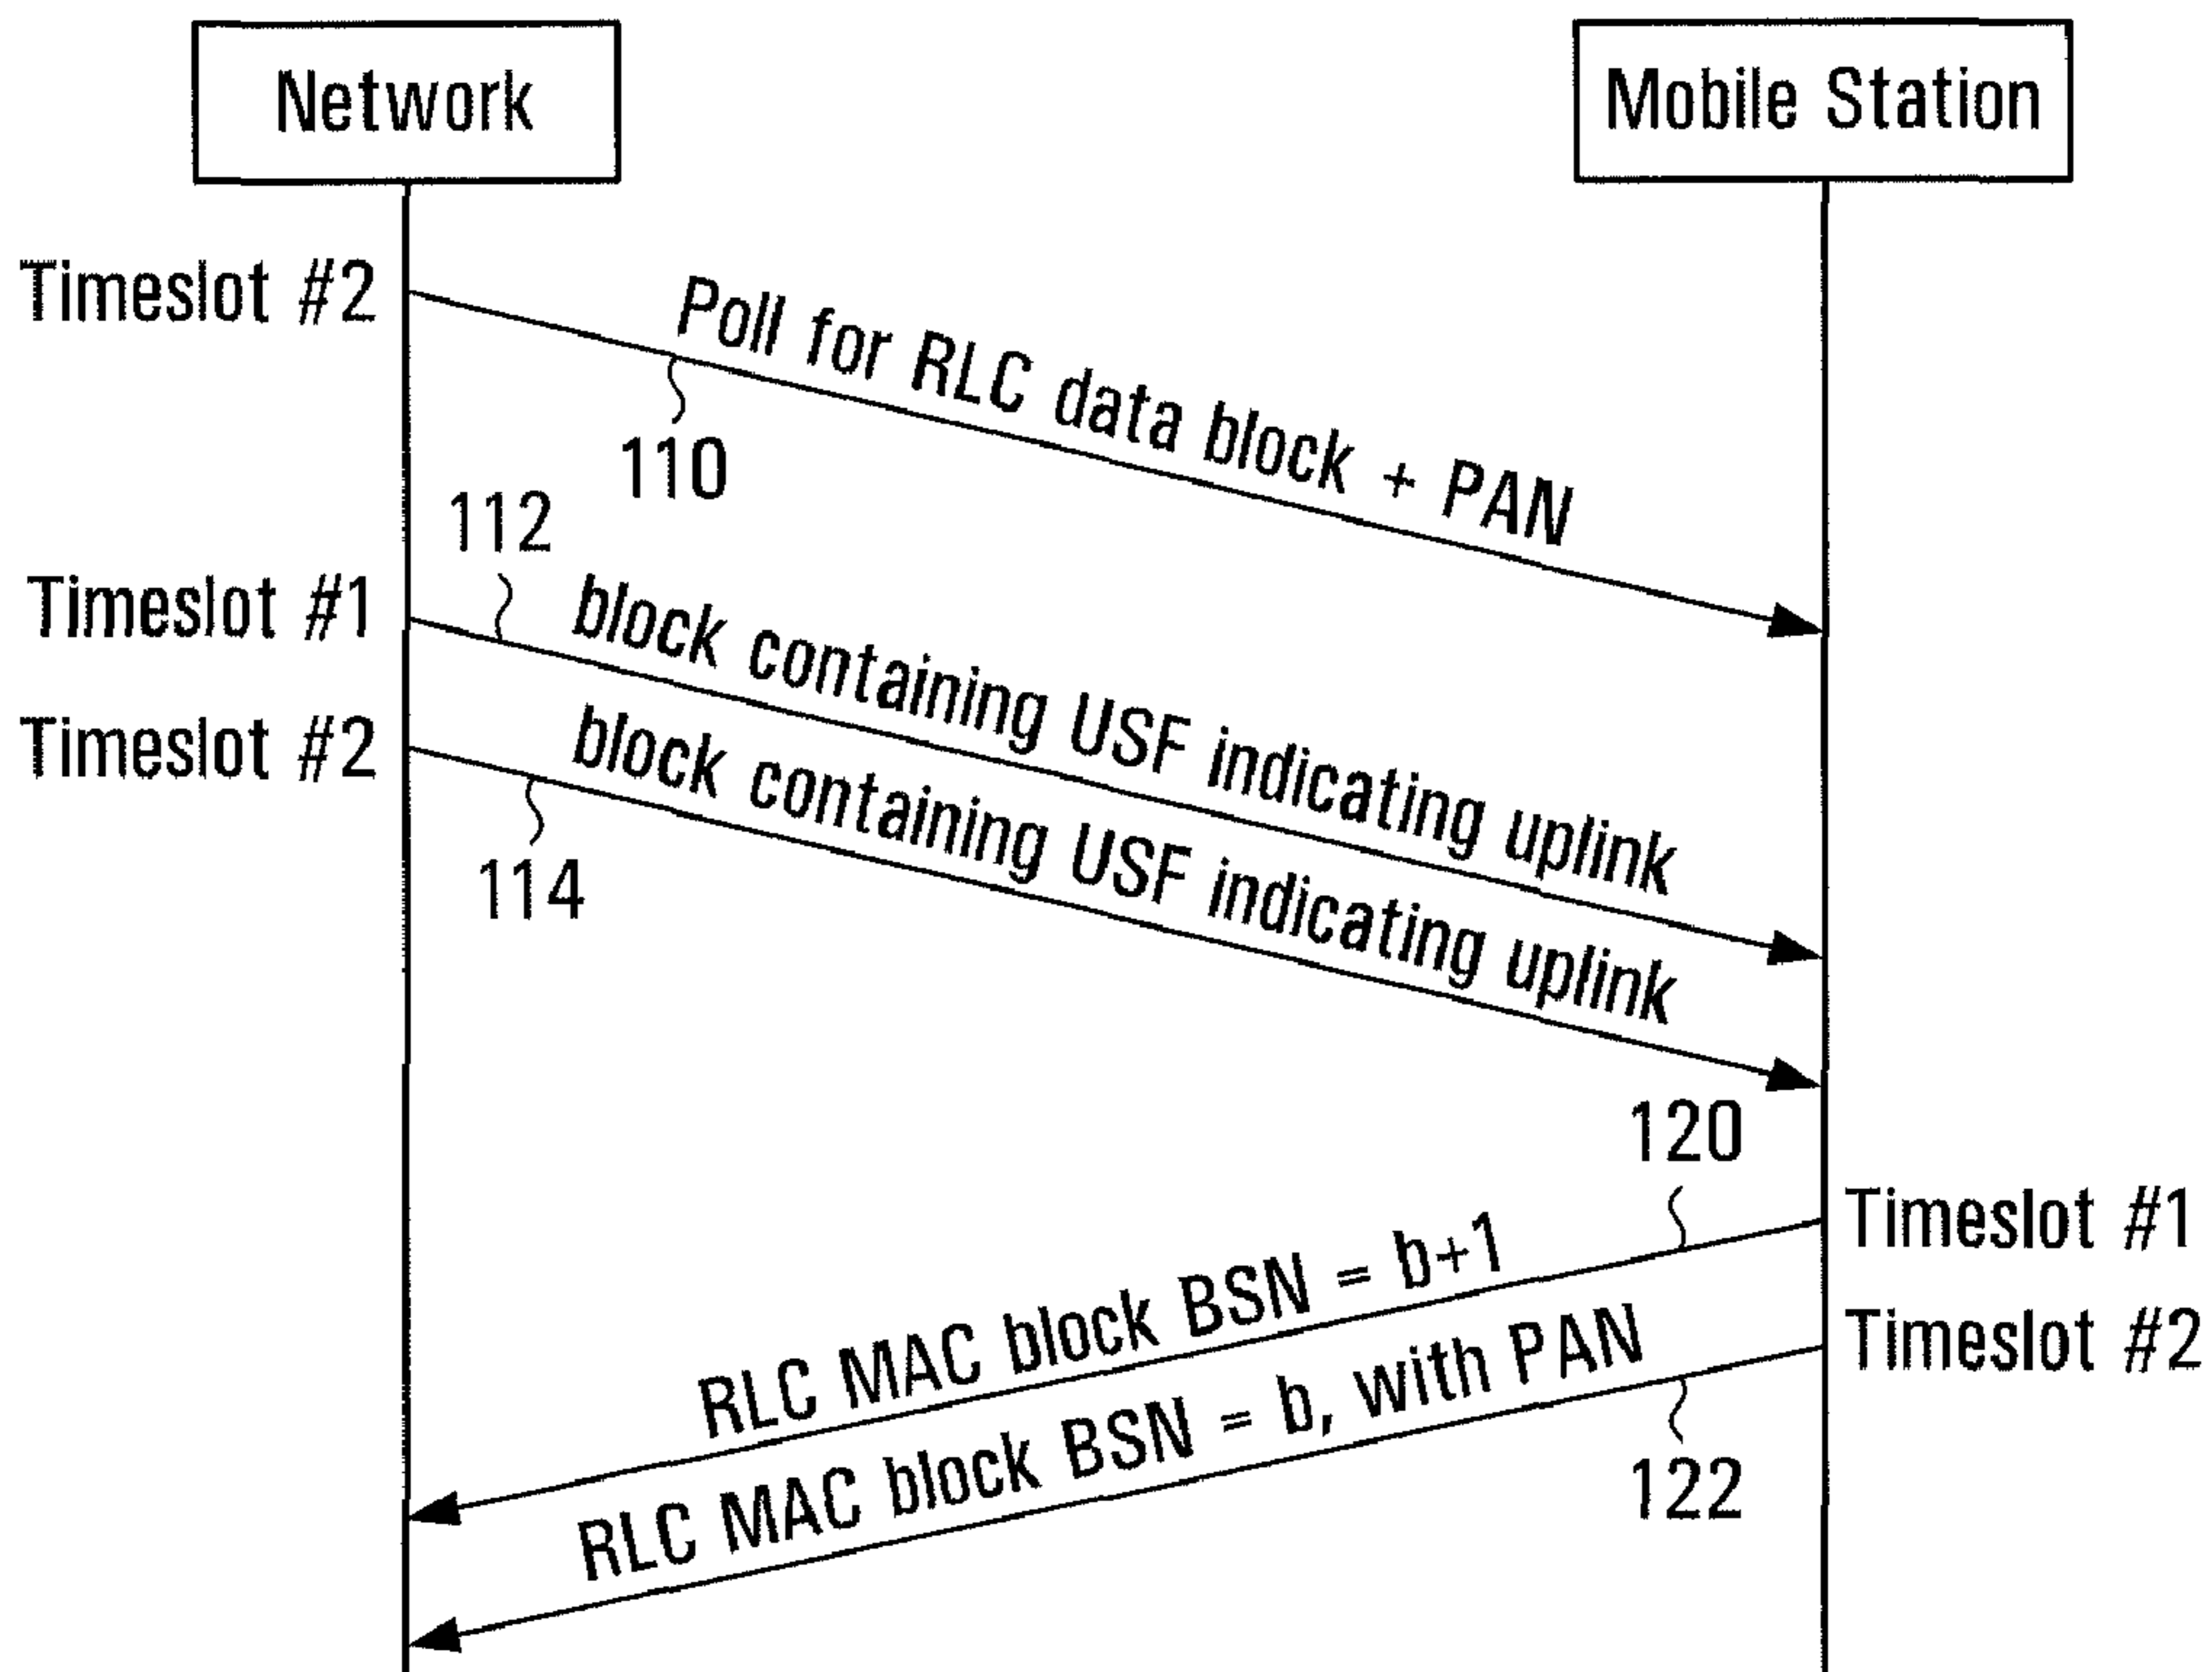 Network
Mobile Station
Timeslot #2
Poll for RLC data block + PAN
110
112
Timeslot #1
block containing USF indicating uplink
Timeslot #2
block containing USF indicating uplink
114
120
Timeslot #1
RLC MAC block BSN = b+1
Timeslot #2
RLC MAC block BSN = b, with PAN
122